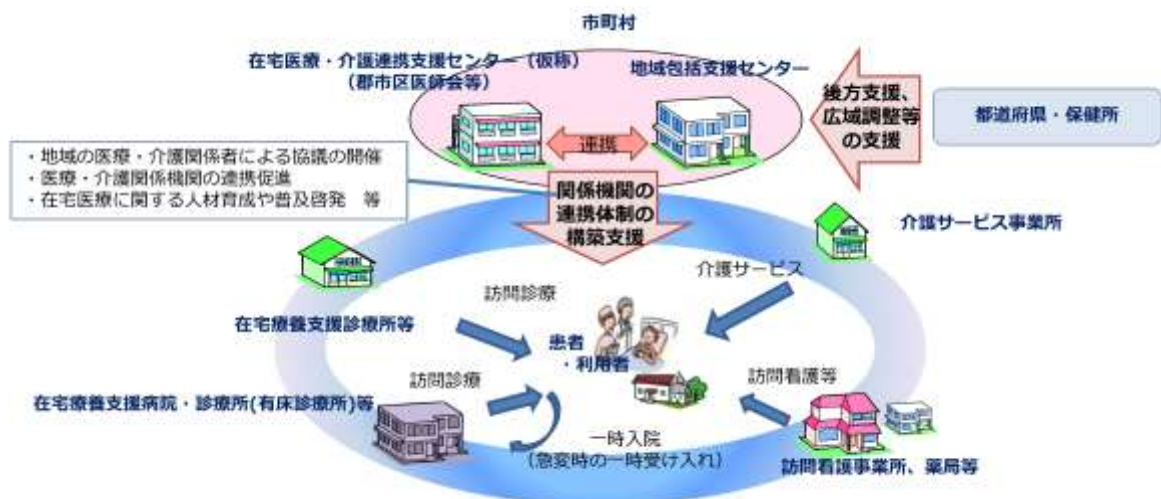 市町村
在宅医療・介護連携支援センター（仮称）
（郡市区医師会等）
地域包括支援センター
連携
後方支援、
広域調整等
の支援
都道府県・保健所
・地域の医療・介護関係者による協議の開催
・医療・介護関係機関の連携促進
・在宅医療に関する人材育成や普及啓発　等
関係機関の
連携体制の
構築支援
介護サービス事業所
介護サービス
訪問診療
在宅療養支援診療所等
患者
・利用者
訪問診療
訪問看護等
在宅療養支援病院・診療所(有床診療所)等
一時入院
（急変時の一時受け入れ）
訪問看護事業所、薬局等